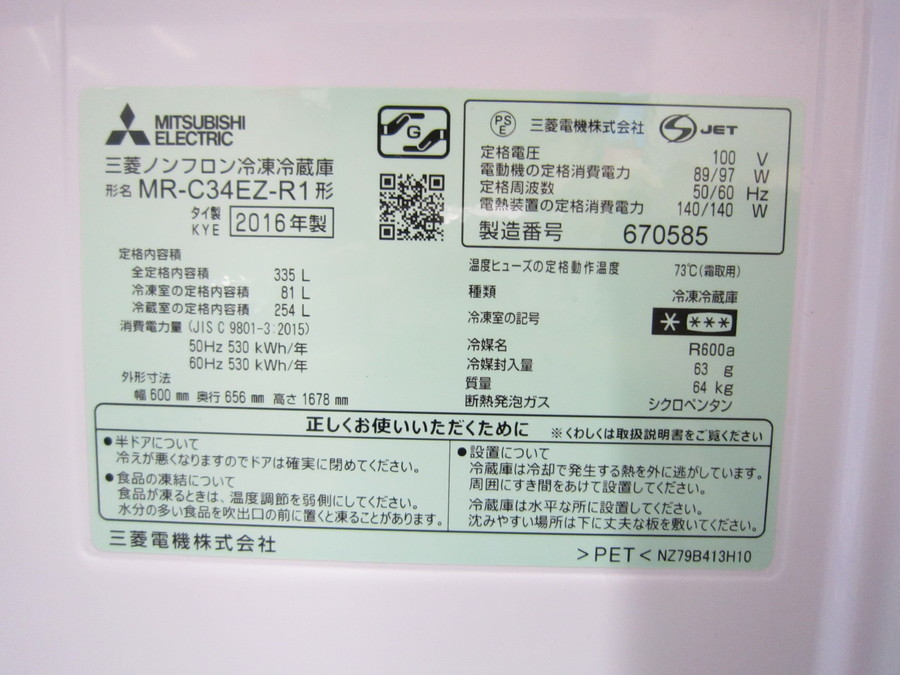 MITSUBISHI
ELECTRIC
三菱ノンフロン冷凍冷蔵庫
形名 MR-C34EZ-R1形
タイ製
KYE 2016年製
G
定格内容積
全定格内容積 335 L
冷凍室の定格内容積 81 L
冷蔵室の定格内容積 254 L
消費電力量 (JIS C 9801-3:2015)
50Hz 530 kWh/年
60Hz 530 kWh/年
外形寸法
幅 600 mm 奥行 656 mm 高さ 1678 mm
PS
E
三菱電機株式会社
JET
定格電圧 100 V
電動機の定格消費電力 89/97 W
定格周波数 50/60 Hz
電熱装置の定格消費電力 140/140 W
製造番号 670585
温度ヒューズの定格動作温度 73℃(霜取用)
種類 冷凍冷蔵庫
冷凍室の記号 * ***
冷媒名 R600a
冷媒封入量 63 g
質量 64 kg
断熱発泡ガス シクロペンタン
正しくお使いいただくために ※くわしくは取扱説明書をご覧ください
●半ドアについて
冷えが悪くなりますのでドアは確実に閉めてください。
●食品の凍結について
食品が凍るときは、温度調節を弱側にしてください。
水分の多い食品を吹出口の前に置くと凍ることがあります。
●設置について
冷蔵庫は冷却で発生する熱を外に逃がしています。
周囲にすき間をあけて設置してください。
冷蔵庫は水平な所に設置してください。
沈みやすい場所は下に丈夫な板を敷いてください。
三菱電機株式会社
>PET< NZ79B413H10